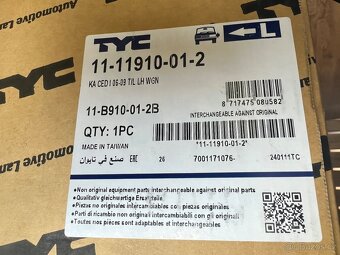 Automotive La
TYC
L
11-11910-01-2
KA CED I 06-09 T/L LH WGN
11-B910-01-2B
QTY: 1PC
MADE IN TAIWAN
صنع في تايوان
EAC
26
8 717475 080582
INTERCHANGEABLE AGAINST ORIGINAL
*11-11910-01-2*
7001171076-
240111TC
Non original equipment parts interchangeable against original parts
Qualitativ gleichwertige Ersatzteile
Piezas no originales intercambiables con piezas originales
Parti di ricambio non originali intercambiabili con gli originali
Toutes nos pièces sont adaptables et interchangeables
TYC